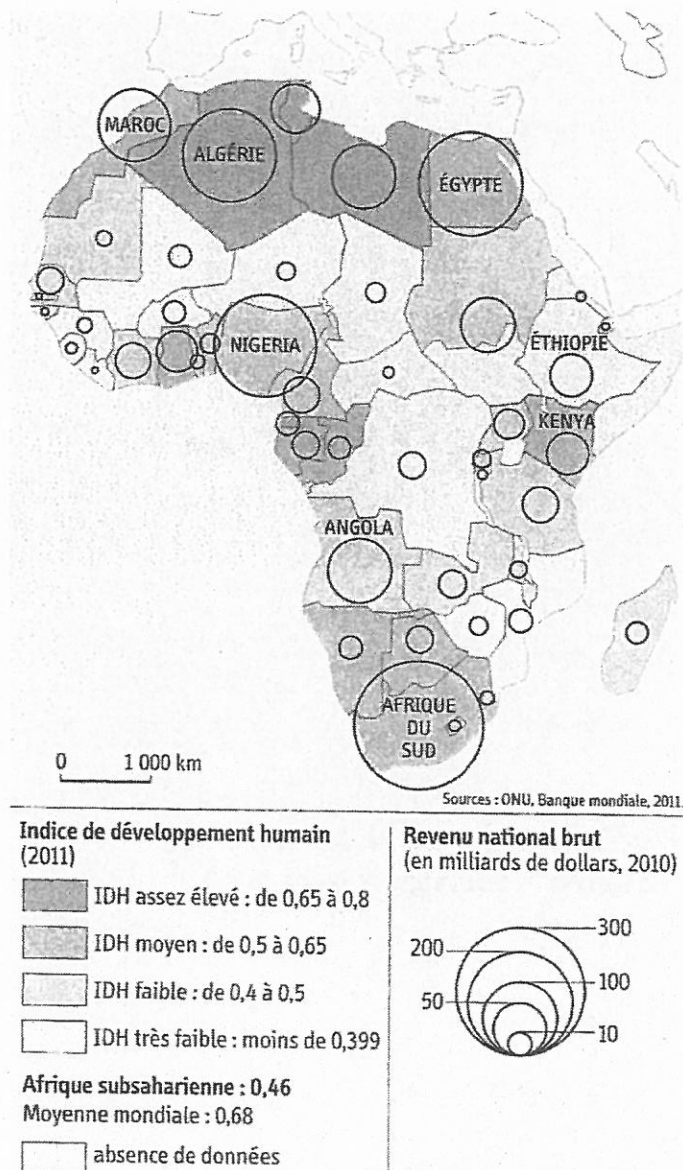 MAROC
ALGÉRIE
ÉGYPTE
NIGERIA
ÉTHIOPIE
KENYA
ANGOLA
AFRIQUE
DU
SUD
0 1 000 km
Sources : ONU, Banque mondiale, 2011.
Indice de développement humain
(2011)
IDH assez élevé : de 0,65 à 0,8
IDH moyen : de 0,5 à 0,65
IDH faible : de 0,4 à 0,5
IDH très faible : moins de 0,399
Afrique subsaharienne : 0,46
Moyenne mondiale : 0,68
absence de données
Revenu national brut
(en milliards de dollars, 2010)
300
200
100
50
10